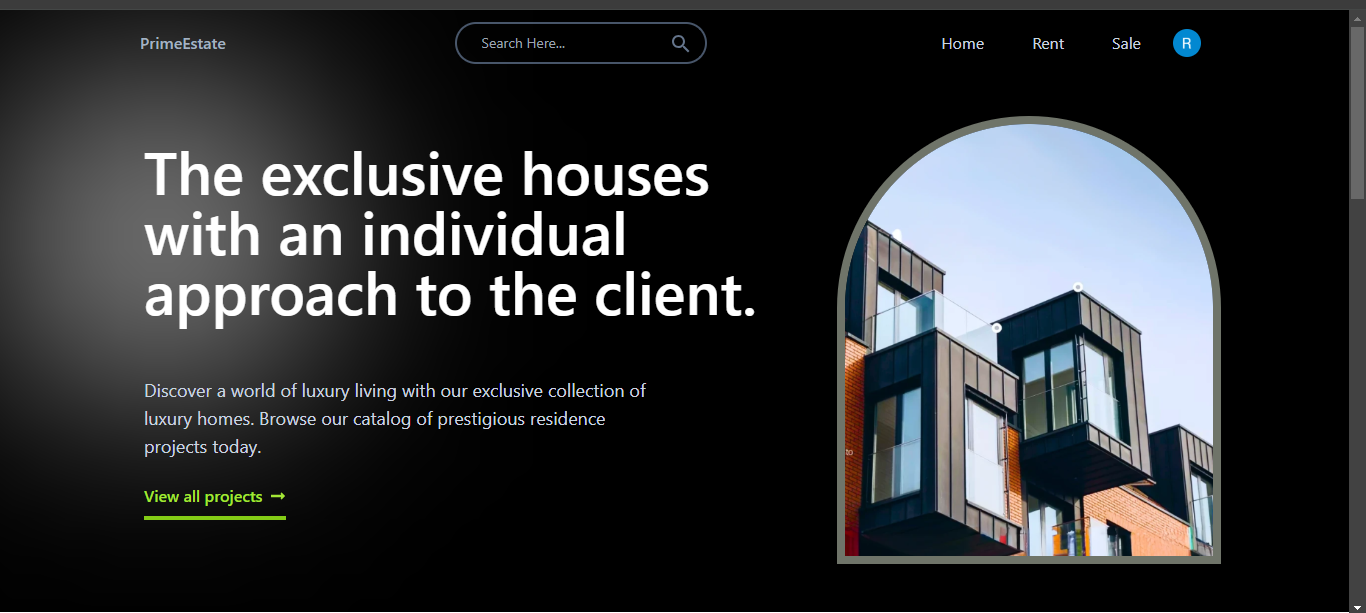 PrimeEstate
Search Here...
Home
Rent
Sale
R
The exclusive houses
with an individual
approach to the client.
Discover a world of luxury living with our exclusive collection of
luxury homes. Browse our catalog of prestigious residence
projects today.
View all projects
to